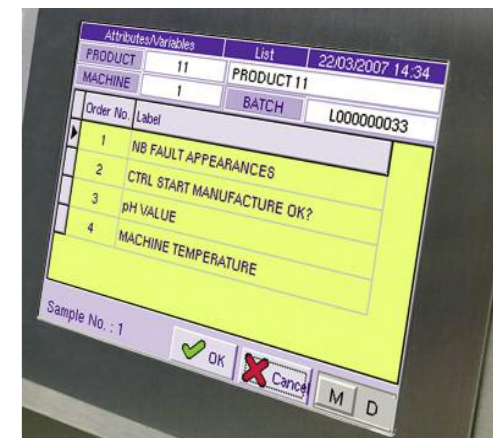 Attributes/Variables List 22/03/2007 14:34
PRODUCT 11 PRODUCT 11
MACHINE 1 BATCH L000000033
Order No. Label
1 NB FAULT APPEARANCES
2 CTRL START MANUFACTURE OK?
3 pH VALUE
4 MACHINE TEMPERATURE
Sample No. : 1
OK Cancel M D